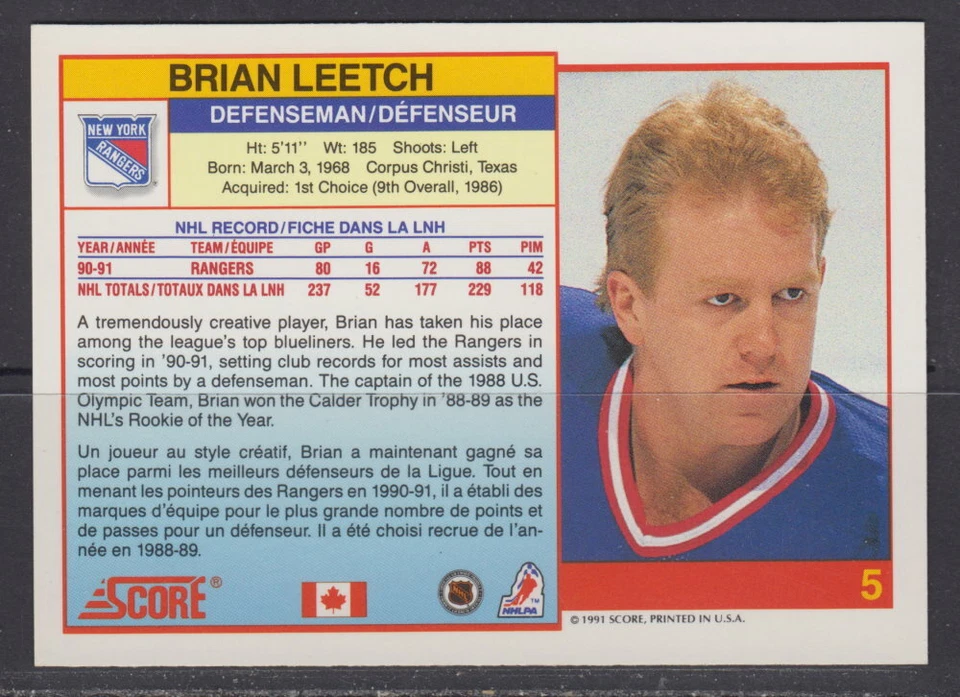 BRIAN LEETCH
DEFENSEMAN/DÉFENSEUR
NEW YORK
RANGERS
Ht: 5'11'' Wt: 185 Shoots: Left
Born: March 3, 1968 Corpus Christi, Texas
Acquired: 1st Choice (9th Overall, 1986)
NHL RECORD/FICHE DANS LA LNH
YEAR/ANNÉE TEAM/ÉQUIPE GP G A PTS PIM
90-91 RANGERS 80 16 72 88 42
NHL TOTALS/TOTAUX DANS LA LNH 237 52 177 229 118
A tremendously creative player, Brian has taken his place
among the league's top blueliners. He led the Rangers in
scoring in '90-91, setting club records for most assists and
most points by a defenseman. The captain of the 1988 U.S.
Olympic Team, Brian won the Calder Trophy in '88-89 as the
NHL's Rookie of the Year.
Un joueur au style créatif, Brian a maintenant gagné sa
place parmi les meilleurs défenseurs de la Ligue. Tout en
menant les pointeurs des Rangers en 1990-91, il a établi des
marques d'équipe pour le plus grande nombre de points et
de passes pour un défenseur. Il a été choisi recrue de l'an-
née en 1988-89.
SCORE®
NHL
NHLPA
TM
5
© 1991 SCORE, PRINTED IN U.S.A.